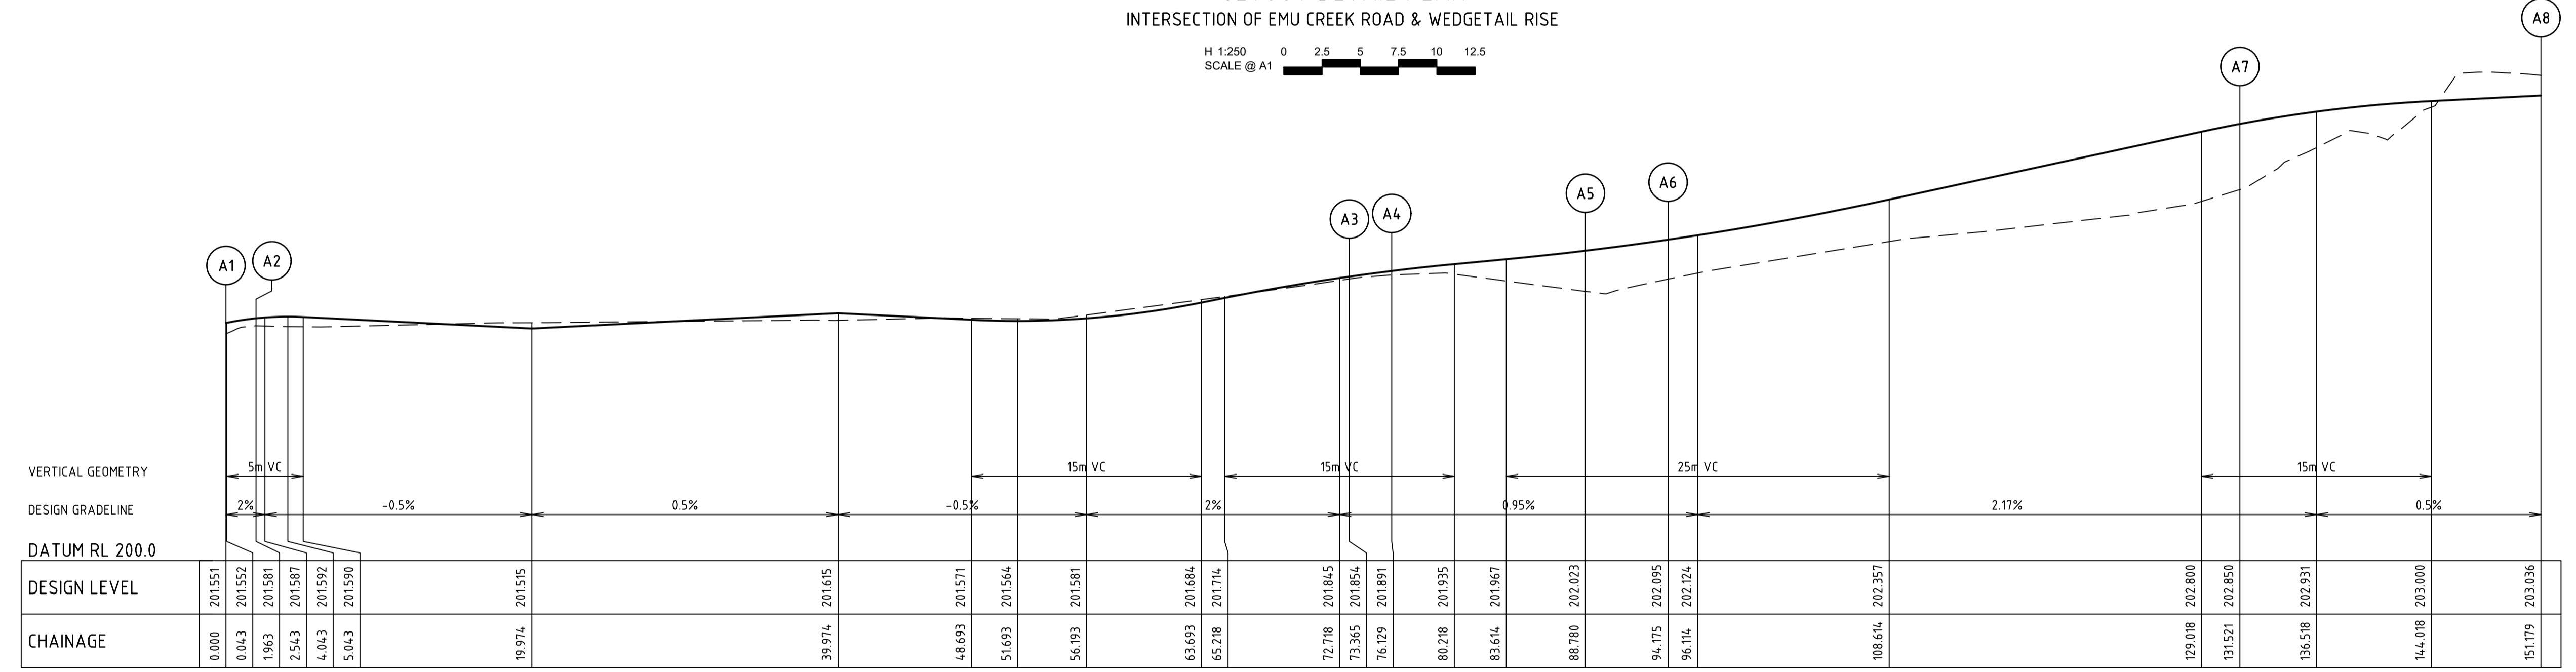 INTERSECTION OF EMU CREEK ROAD & WEDGETAIL RISE
H 1:250 0 2.5 5 7.5 10 12.5
SCALE @ A1
A1 A2 A3 A4 A5 A6 A7 A8
VERTICAL GEOMETRY 5m VC 15m VC 15m VC 25m VC 15m VC
DESIGN GRADELINE 2% -0.5% 0.5% -0.5% 2% 0.95% 2.17% 0.5%
DATUM RL 200.0
DESIGN LEVEL 201.551 201.552 201.581 201.587 201.592 201.590 201.515 201.615 201.571 201.564 201.581 201.684 201.714 201.845 201.854 201.891 201.935 201.967 202.023 202.095 202.124 202.357 202.800 202.850 202.931 203.000 203.036
CHAINAGE 0.000 0.043 1.963 2.543 4.043 5.043 19.974 39.974 48.693 51.693 56.193 63.693 65.218 72.718 73.365 76.129 80.218 83.614 88.780 94.175 96.114 108.614 129.018 131.521 136.518 144.018 151.179